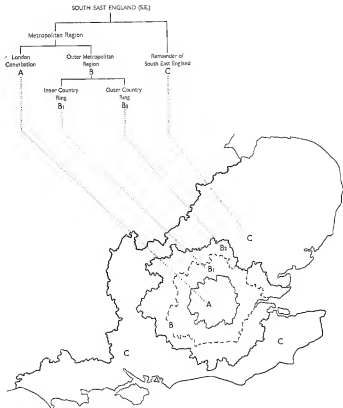 SOUTH EAST ENGLAND (S.E.)
Metropolitan Region
London
Conurbation
A
Outer Metropolitan
Region
B
Remainder of
South East England
C
Inner Country
Ring
B1
Outer Country
Ring
B2
C
B2
B1
A
B
C
C